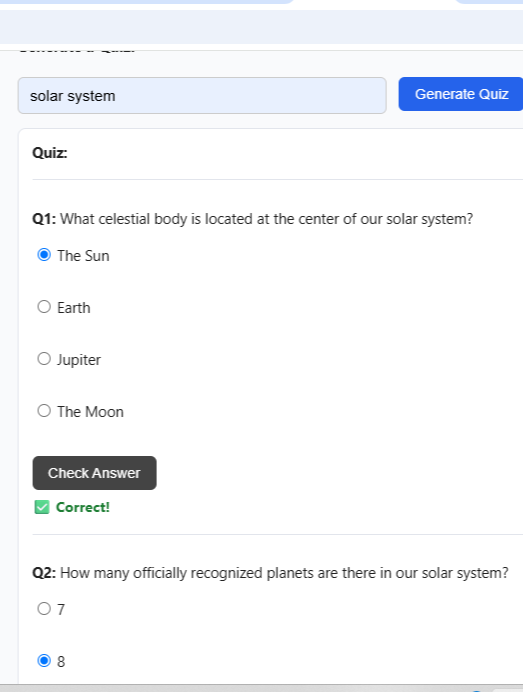 solar system
Generate Quiz
Quiz:
Q1: What celestial body is located at the center of our solar system?
The Sun
Earth
Jupiter
The Moon
Check Answer
Correct!
Q2: How many officially recognized planets are there in our solar system?
7
8